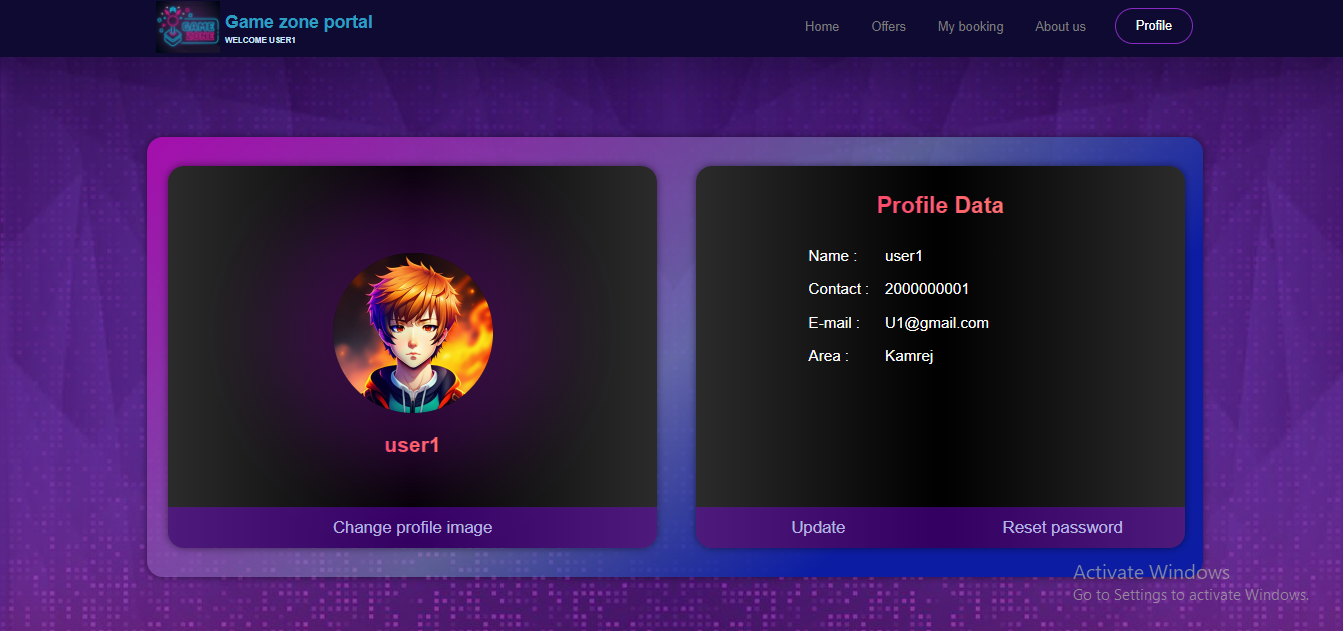 GAME ZONE
Game zone portal
WELCOME USER1
Home Offers My booking About us Profile
user1
Change profile image
Profile Data
Name : user1
Contact : 2000000001
E-mail : U1@gmail.com
Area : Kamrej
Update Reset password
Activate Windows
Go to Settings to activate Windows.